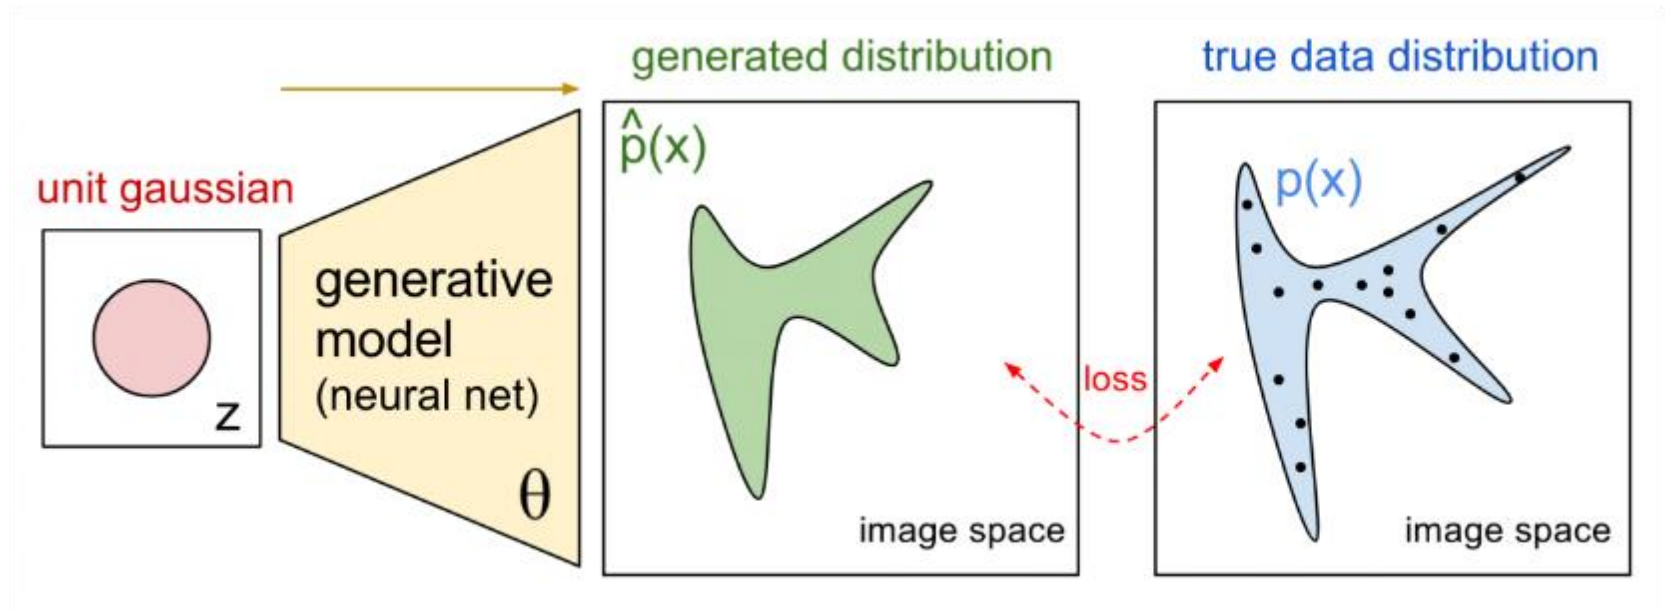 generated distribution
true data distribution
p̂(x)
p(x)
unit gaussian
generative
model
(neural net)
z
θ
loss
image space
image space